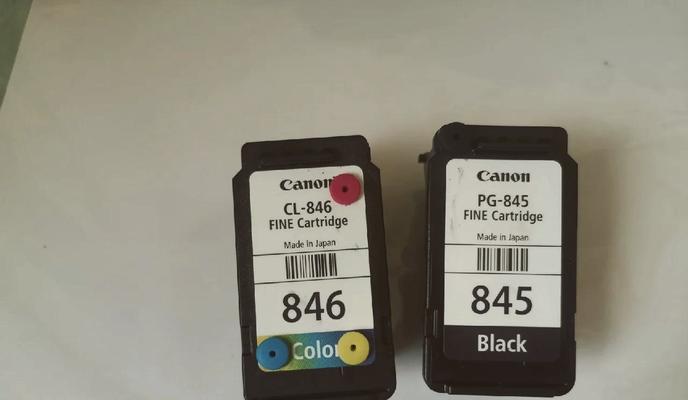 Canon
CL-846
FINE Cartridge
Made in Japan
846
Color
Canon
PG-845
FINE Cartridge
Made in Japan
845
Black